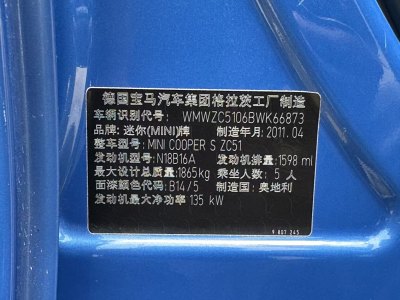 德国宝马汽车集团格拉茨工厂制造
车辆识别代号: WMWZC5106BWK66873
品牌: 迷你(MINI)牌 制造年月: 2011.04
整车型号: MINI COOPER S ZC51
发动机型号: N18B16A 发动机排量: 1598 ml
最大设计总质量: 1865kg 乘坐人数: 5 人
面漆颜色代号: B14/5 制造国: 奥地利
发动机最大净功率 135 kW
9 807 245